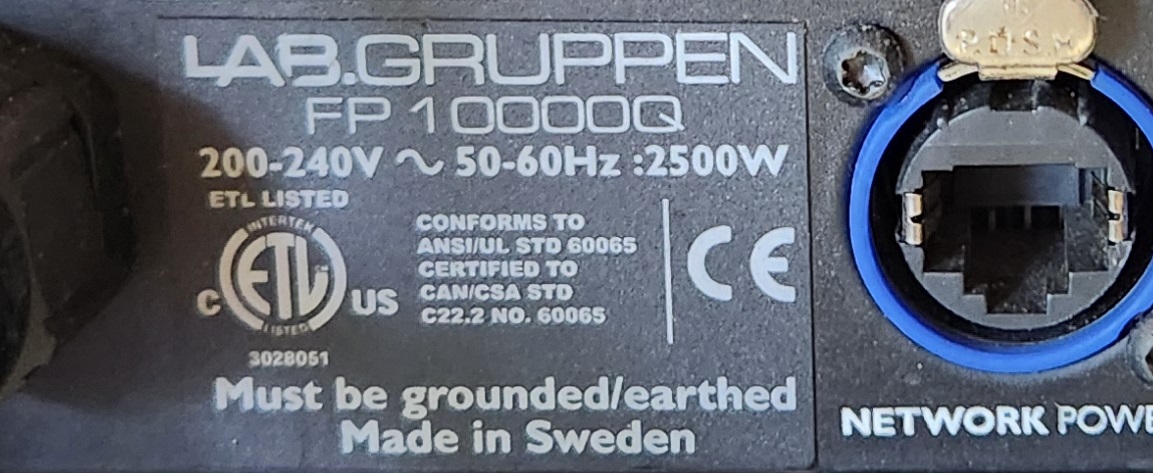 LAB.GRUPPEN
FP 10000Q
200-240V ~ 50-60Hz :2500W
ETL LISTED
INTERTEK
ETL
C US
LISTED
3028051
CONFORMS TO
ANSI/UL STD 60065
CERTIFIED TO
CAN/CSA STD
C22.2 NO. 60065
CE
Must be grounded/earthed
Made in Sweden
PUSH
NETWORK POWE